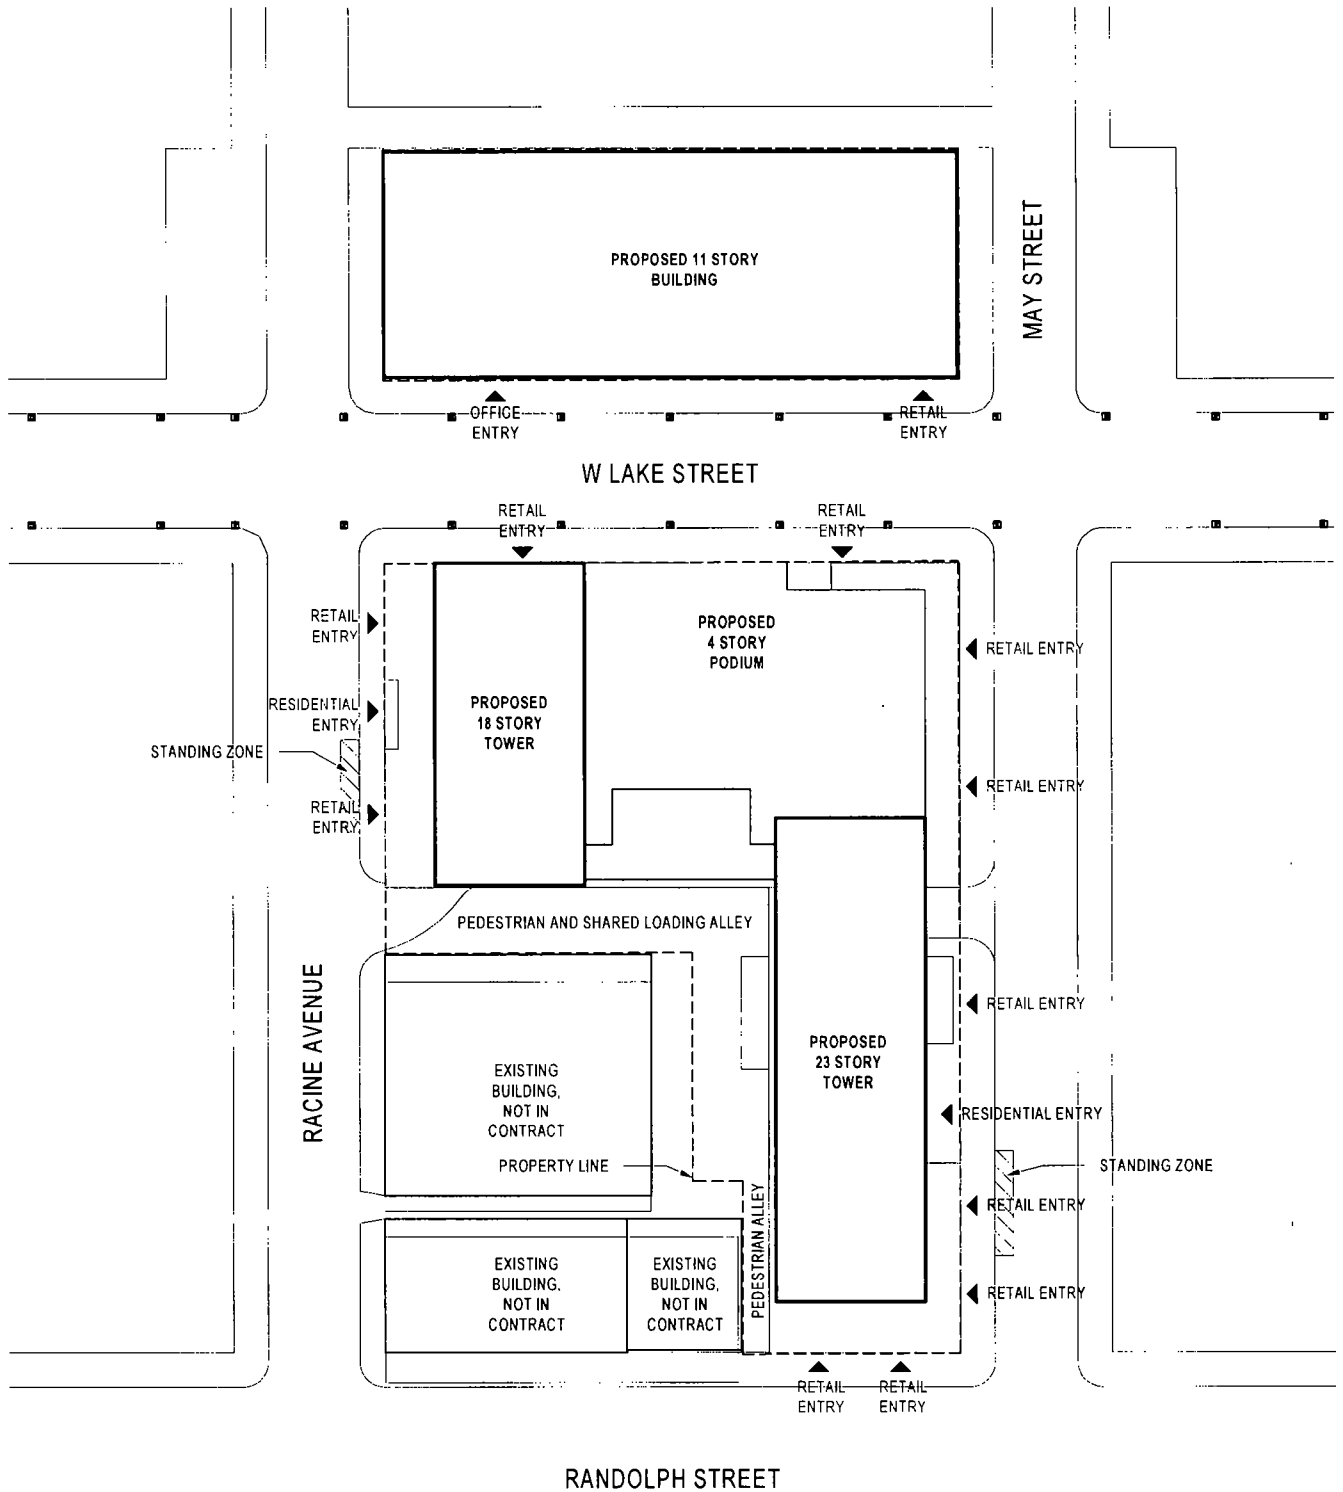 PROPOSED 11 STORY
BUILDING
MAY STREET
OFFICE
ENTRY
RETAIL
ENTRY
W LAKE STREET
RETAIL
ENTRY
RETAIL
ENTRY
RETAIL
ENTRY
PROPOSED
4 STORY
PODIUM
RETAIL ENTRY
RESIDENTIAL
ENTRY
PROPOSED
18 STORY
TOWER
STANDING ZONE
RETAIL ENTRY
RETAIL
ENTRY
PEDESTRIAN AND SHARED LOADING ALLEY
RACINE AVENUE
RETAIL ENTRY
PROPOSED
23 STORY
TOWER
EXISTING
BUILDING,
NOT IN
CONTRACT
RESIDENTIAL ENTRY
PROPERTY LINE
STANDING ZONE
PEDESTRIAN ALLEY
RETAIL ENTRY
EXISTING
BUILDING,
NOT IN
CONTRACT
EXISTING
BUILDING,
NOT IN
CONTRACT
RETAIL ENTRY
RETAIL
ENTRY
RETAIL
ENTRY
RANDOLPH STREET